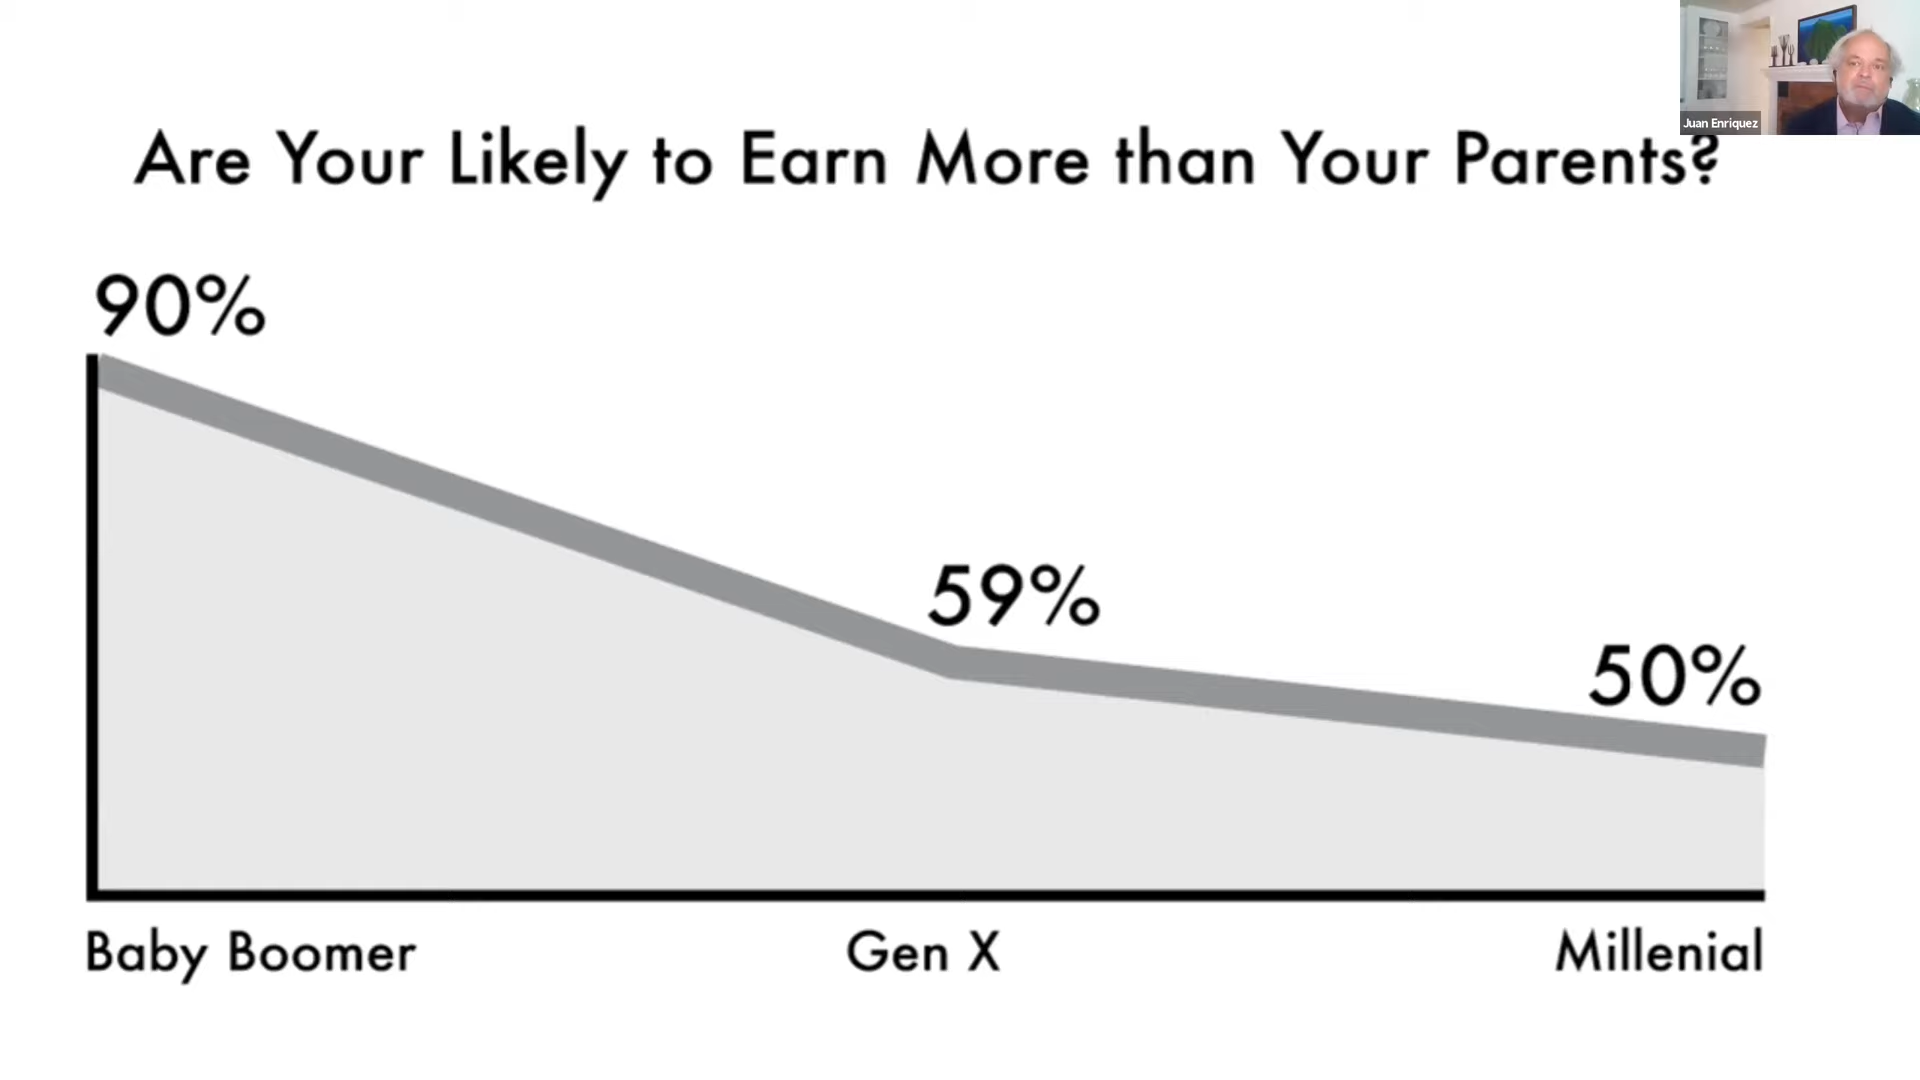 Juan Enriquez
Are Your Likely to Earn More than Your Parents?
90%
59%
50%
Baby Boomer Gen X Millenial